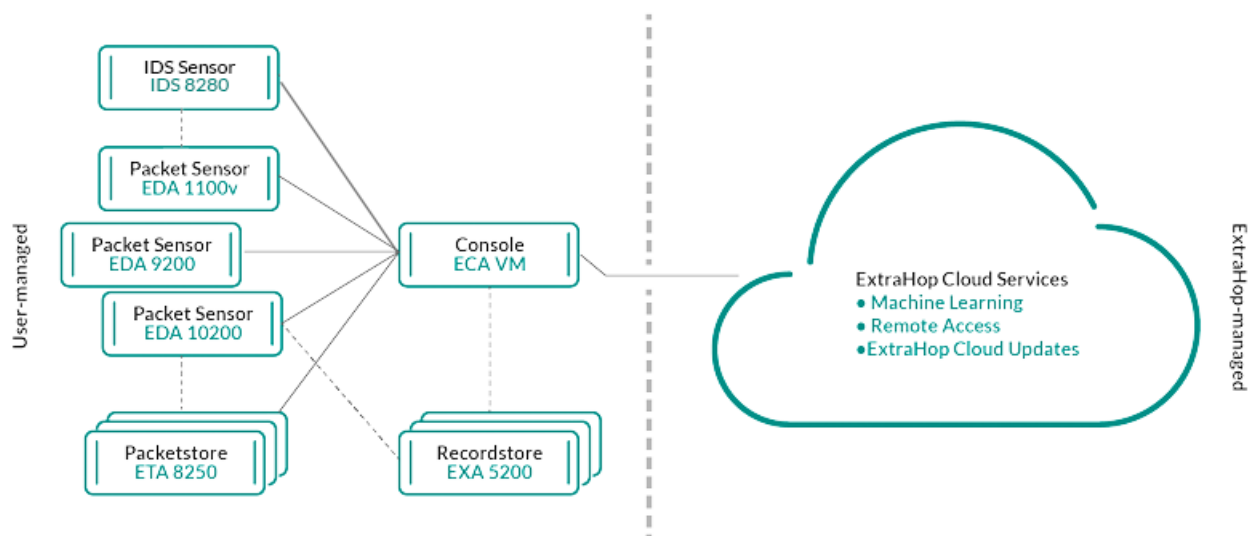 User-managed
IDS Sensor
IDS 8280
Packet Sensor
EDA 1100v
Packet Sensor
EDA 9200
Packet Sensor
EDA 10200
Packetstore
ETA 8250
Console
ECA VM
Recordstore
EXA 5200
ExtraHop Cloud Services
● Machine Learning
● Remote Access
●ExtraHop Cloud Updates
ExtraHop-managed